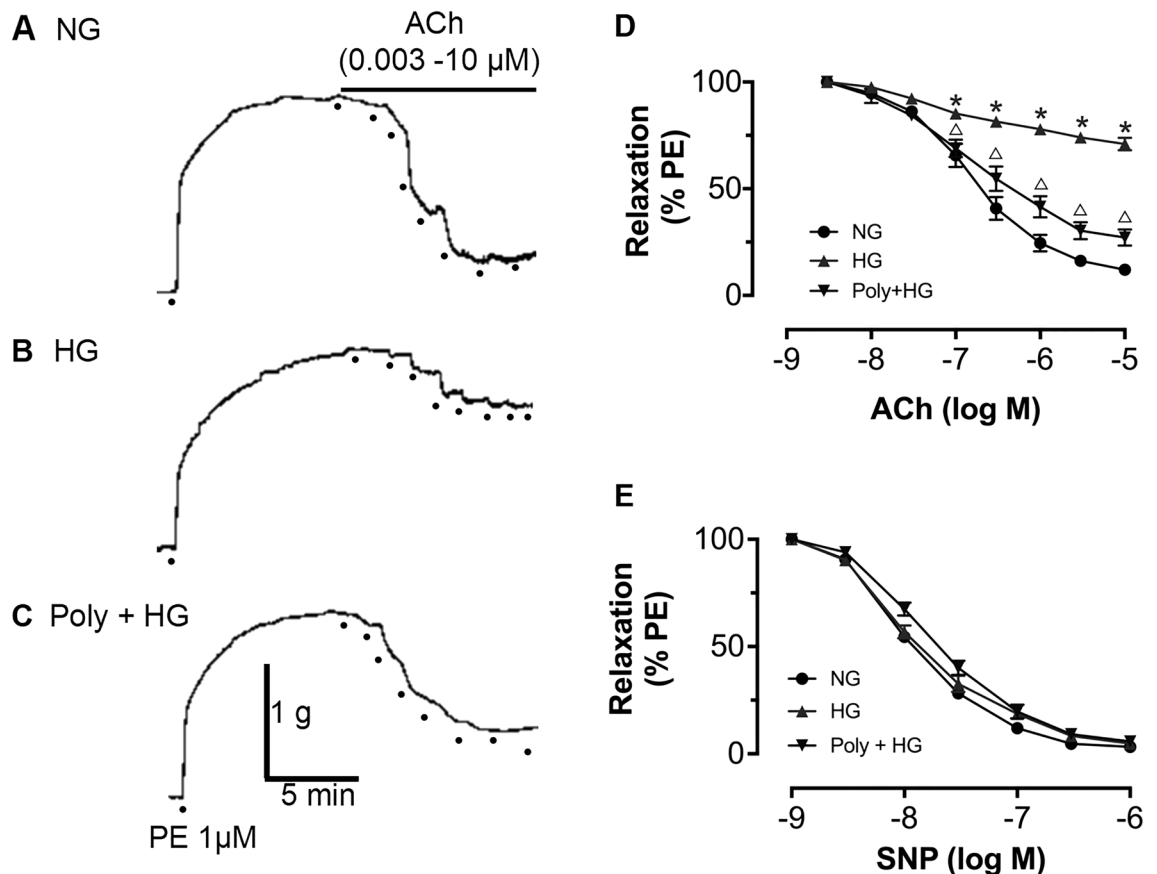 A NG
ACh
(0.003 -10 µM)
B HG
C Poly + HG
1 g
5 min
PE 1µM
D
Relaxation
(% PE)
100
50
0
NG
HG
Poly+HG
* * * * *
△ △ △ △ △
-9 -8 -7 -6 -5
ACh (log M)
E
Relaxation
(% PE)
100
50
0
NG
HG
Poly + HG
-9 -8 -7 -6
SNP (log M)